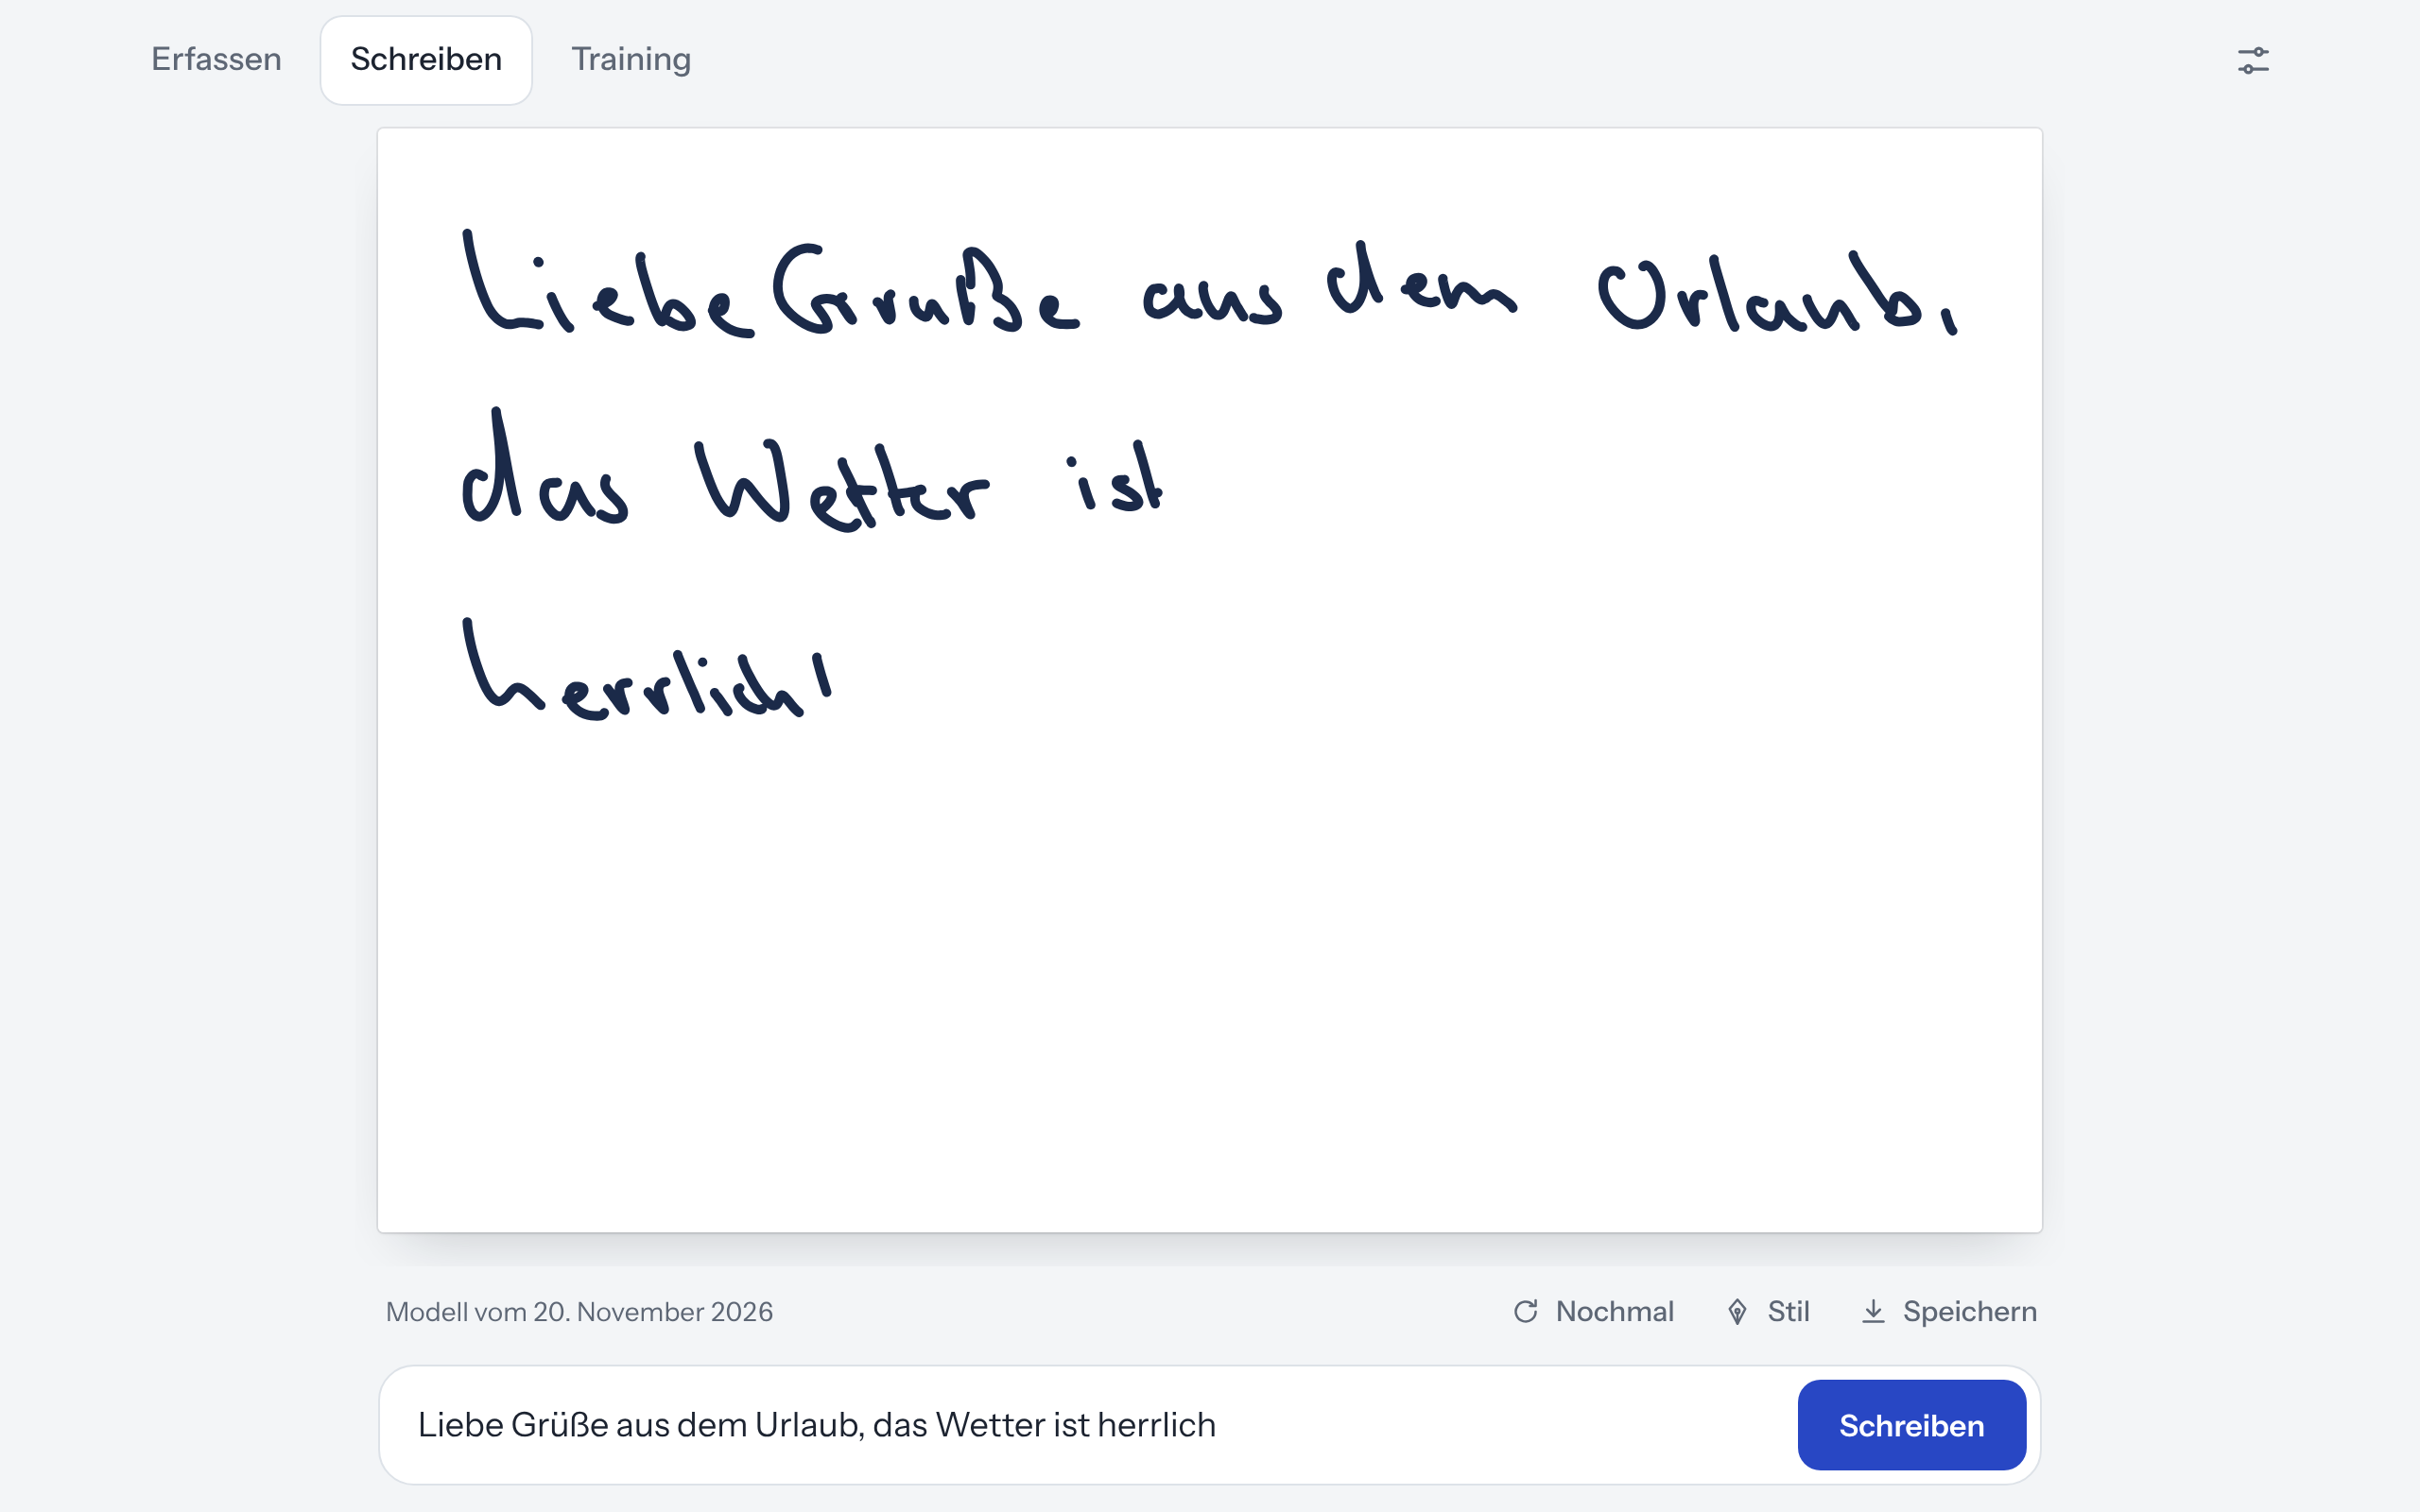 Erfassen Schreiben Training
Liebe Gruße aus dem Urlaub,
das Wetter ist
herrlich
Modell vom 20. November 2026 Nochmal Stil Speichern
Liebe Grüße aus dem Urlaub, das Wetter ist herrlich Schreiben